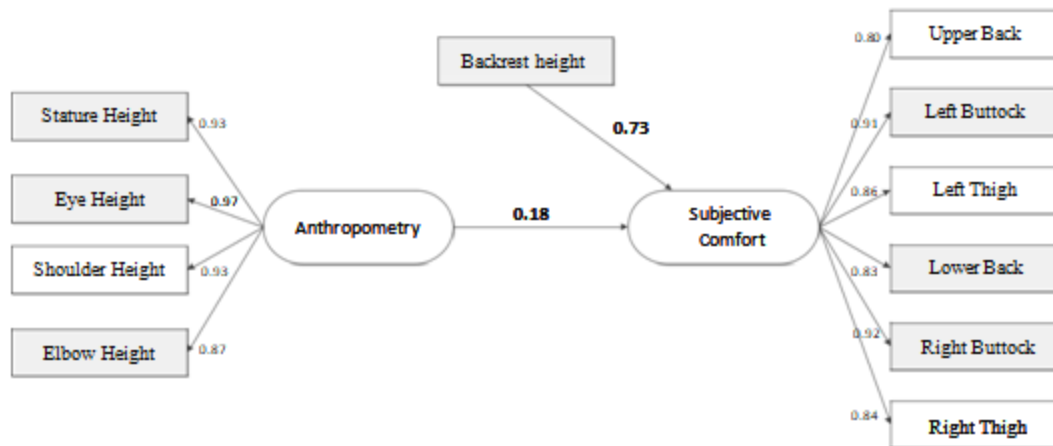 Upper Back
0.80
Backrest height
Stature Height
0.93
0.73
Left Buttock
0.91
Eye Height
0.97
Left Thigh
0.86
Anthropometry
0.18
Subjective
Comfort
Shoulder Height
0.93
Lower Back
0.83
Elbow Height
0.87
Right Buttock
0.92
Right Thigh
0.84